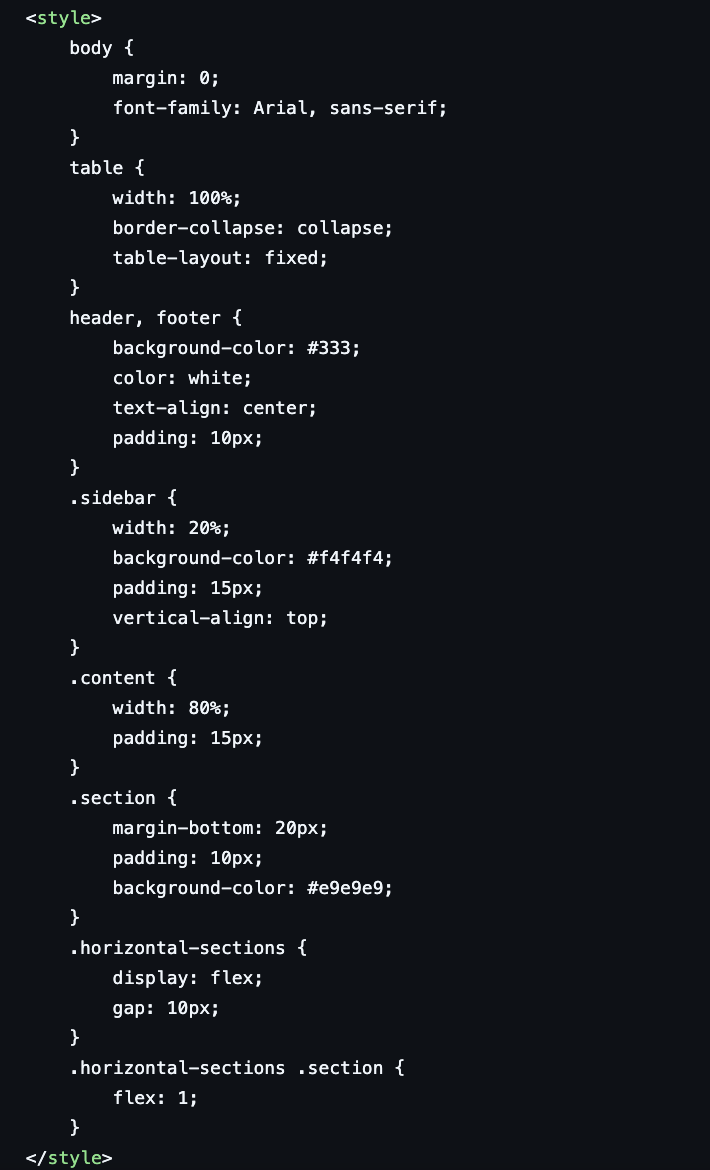 <style>
body {
margin: 0;
font-family: Arial, sans-serif;
}
table {
width: 100%;
border-collapse: collapse;
table-layout: fixed;
}
header, footer {
background-color: #333;
color: white;
text-align: center;
padding: 10px;
}
.sidebar {
width: 20%;
background-color: #f4f4f4;
padding: 15px;
vertical-align: top;
}
.content {
width: 80%;
padding: 15px;
}
.section {
margin-bottom: 20px;
padding: 10px;
background-color: #e9e9e9;
}
.horizontal-sections {
display: flex;
gap: 10px;
}
.horizontal-sections .section {
flex: 1;
}
</style>